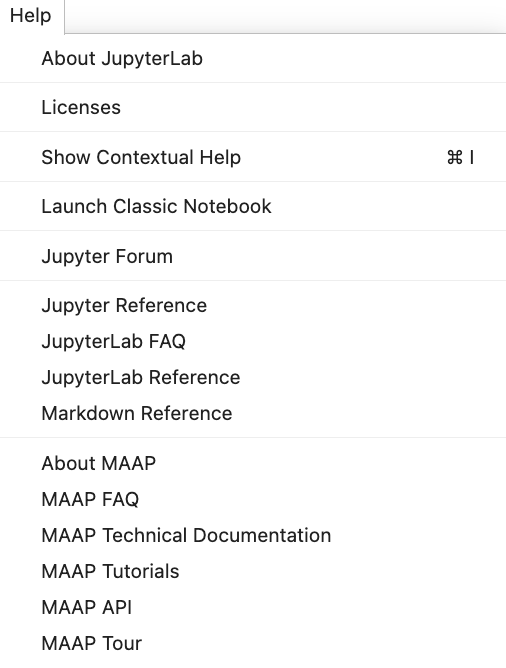 Help
About JupyterLab
Licenses
Show Contextual Help ⌘ I
Launch Classic Notebook
Jupyter Forum
Jupyter Reference
JupyterLab FAQ
JupyterLab Reference
Markdown Reference
About MAAP
MAAP FAQ
MAAP Technical Documentation
MAAP Tutorials
MAAP API
MAAP Tour